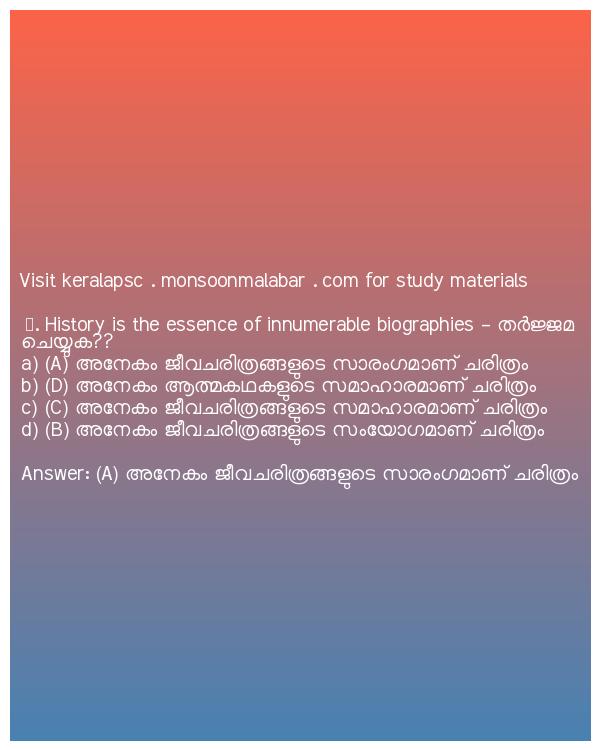 Visit keralapsc . monsoonmalabar . com for study materials
. History is the essence of innumerable biographies – തർജ്ജമ
ചെയ്യുക??
a) (A) അനേകം ജീവചരിത്രങ്ങളുടെ സാരംഗമാണ് ചരിത്രം
b) (D) അനേകം ആത്മകഥകളുടെ സമാഹാരമാണ് ചരിത്രം
c) (C) അനേകം ജീവചരിത്രങ്ങളുടെ സമാഹാരമാണ് ചരിത്രം
d) (B) അനേകം ജീവചരിത്രങ്ങളുടെ സംയോഗമാണ് ചരിത്രം
Answer: (A) അനേകം ജീവചരിത്രങ്ങളുടെ സാരംഗമാണ് ചരിത്രം